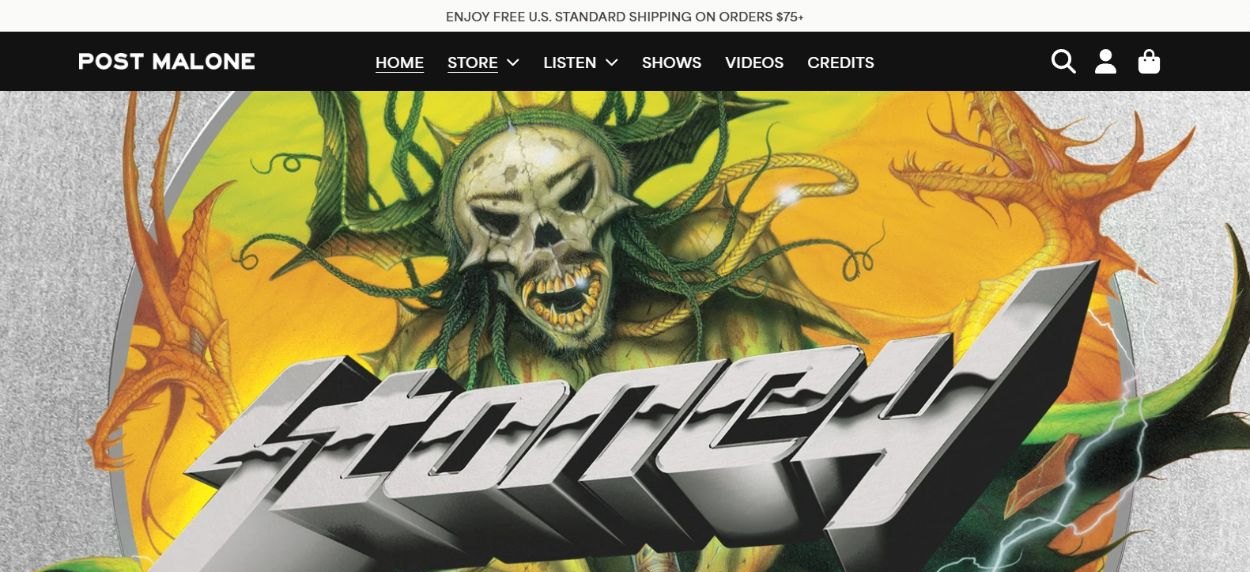 ENJOY FREE U.S. STANDARD SHIPPING ON ORDERS $75+
POST MALONE HOME STORE LISTEN SHOWS VIDEOS CREDITS
stoney